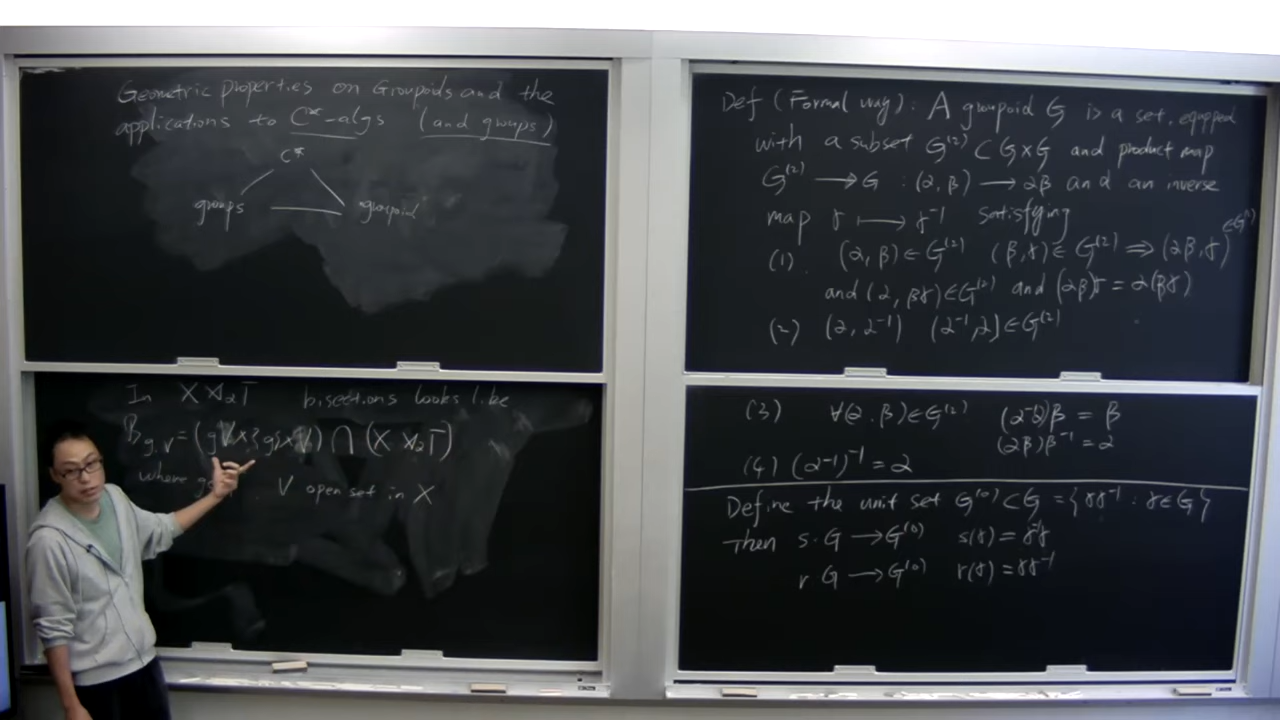 Geometric properties on Groupoids and the
applications to C*-algs (and groups)
C*
groups groupoid
In X ⋊α Γ bisections looks like
B_{g,V} = (gV×{g}×V) ∩ (X ⋊α Γ)
where V open set in X
Def (Formal way): A groupoid G is a set, equipped
with a subset G⁽²⁾ ⊂ G×G and product map
G⁽²⁾ ⟶ G : (α, β) ⟶ αβ and an inverse
map γ ⟼ γ⁻¹ satisfying
(1). (α, β) ∈ G⁽²⁾ (β, γ) ∈ G⁽²⁾ ⇒ (αβ, γ) ∈ G⁽²⁾
and (α, βγ) ∈ G⁽²⁾ and (αβ)γ = α(βγ)
(2) (α, α⁻¹) (α⁻¹, α) ∈ G⁽²⁾
(3) ∀(α, β) ∈ G⁽²⁾ (α⁻¹α)β = β
(αβ)β⁻¹ = α
(4) (α⁻¹)⁻¹ = α
Define the unit set G⁽⁰⁾ ⊂ G = {γγ⁻¹ : γ ∈ G}
Then s: G ⟶ G⁽⁰⁾ s(γ) = γ⁻¹γ
r G ⟶ G⁽⁰⁾ r(γ) = γγ⁻¹